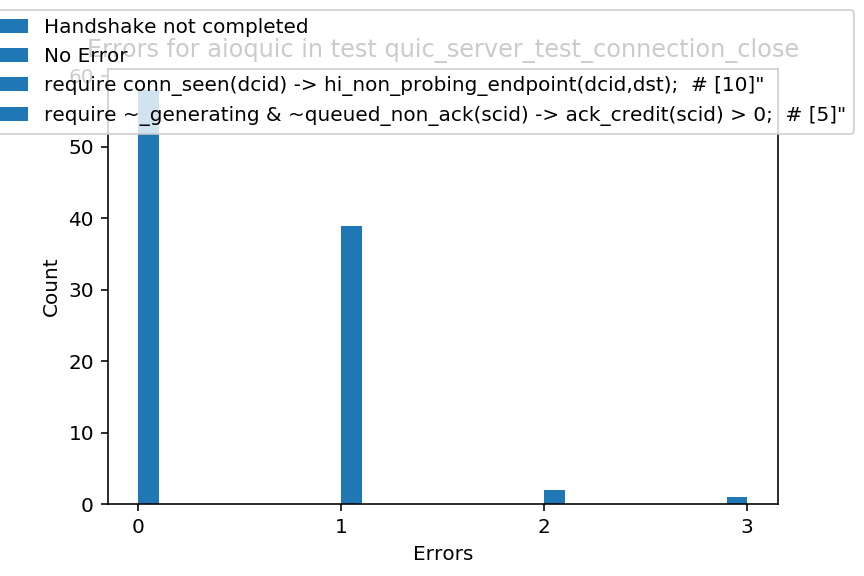 Handshake not completed
Errors for aioquic in test quic_server_test_connection_close
No Error
require conn_seen(dcid) -> hi_non_probing_endpoint(dcid,dst);  # [10]"
require ~_generating & ~queued_non_ack(scid) -> ack_credit(scid) > 0;  # [5]"
60
50
40
30
20
10
0
Count
0 1 2 3
Errors